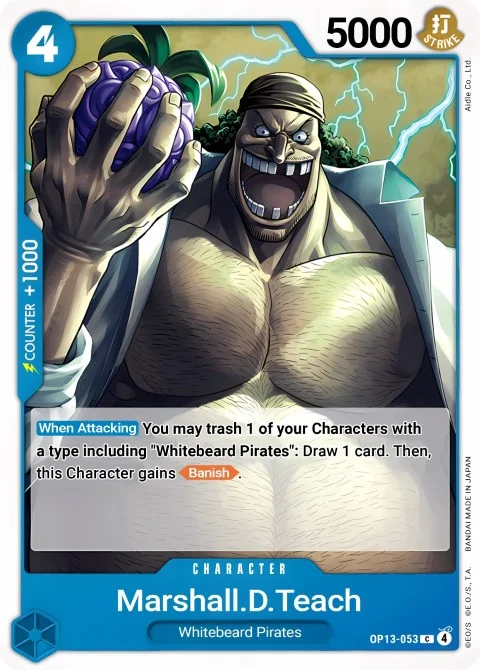 4
5000
打
STRIKE
Aidle Co., Ltd.
COUNTER +1000
When Attacking You may trash 1 of your Characters with
a type including "Whitebeard Pirates": Draw 1 card. Then,
this Character gains Banish.
CHARACTER
Marshall.D.Teach
Whitebeard Pirates
OP13-053 C 4
©EO/S ©E.O/S.,T.A. BANDAI MADE IN JAPAN